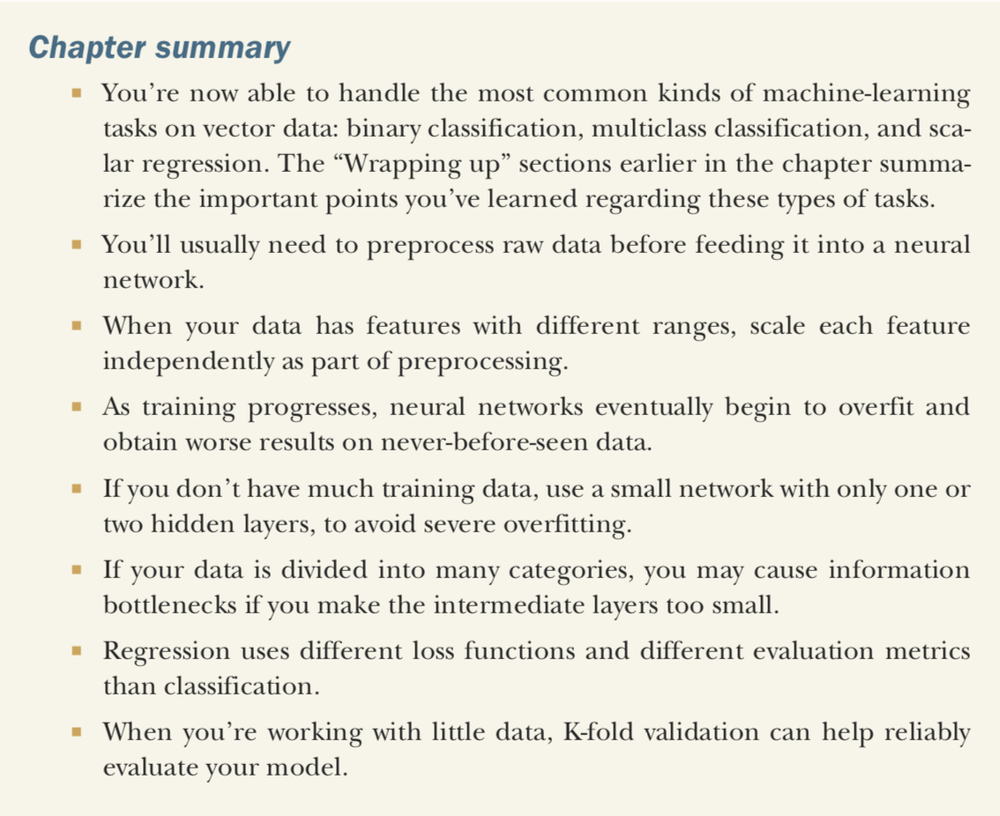 Chapter summary
You’re now able to handle the most common kinds of machine-learning
tasks on vector data: binary classification, multiclass classification, and sca-
lar regression. The “Wrapping up” sections earlier in the chapter summa-
rize the important points you’ve learned regarding these types of tasks.
You’ll usually need to preprocess raw data before feeding it into a neural
network.
When your data has features with different ranges, scale each feature
independently as part of preprocessing.
As training progresses, neural networks eventually begin to overfit and
obtain worse results on never-before-seen data.
If you don’t have much training data, use a small network with only one or
two hidden layers, to avoid severe overfitting.
If your data is divided into many categories, you may cause information
bottlenecks if you make the intermediate layers too small.
Regression uses different loss functions and different evaluation metrics
than classification.
When you’re working with little data, K-fold validation can help reliably
evaluate your model.